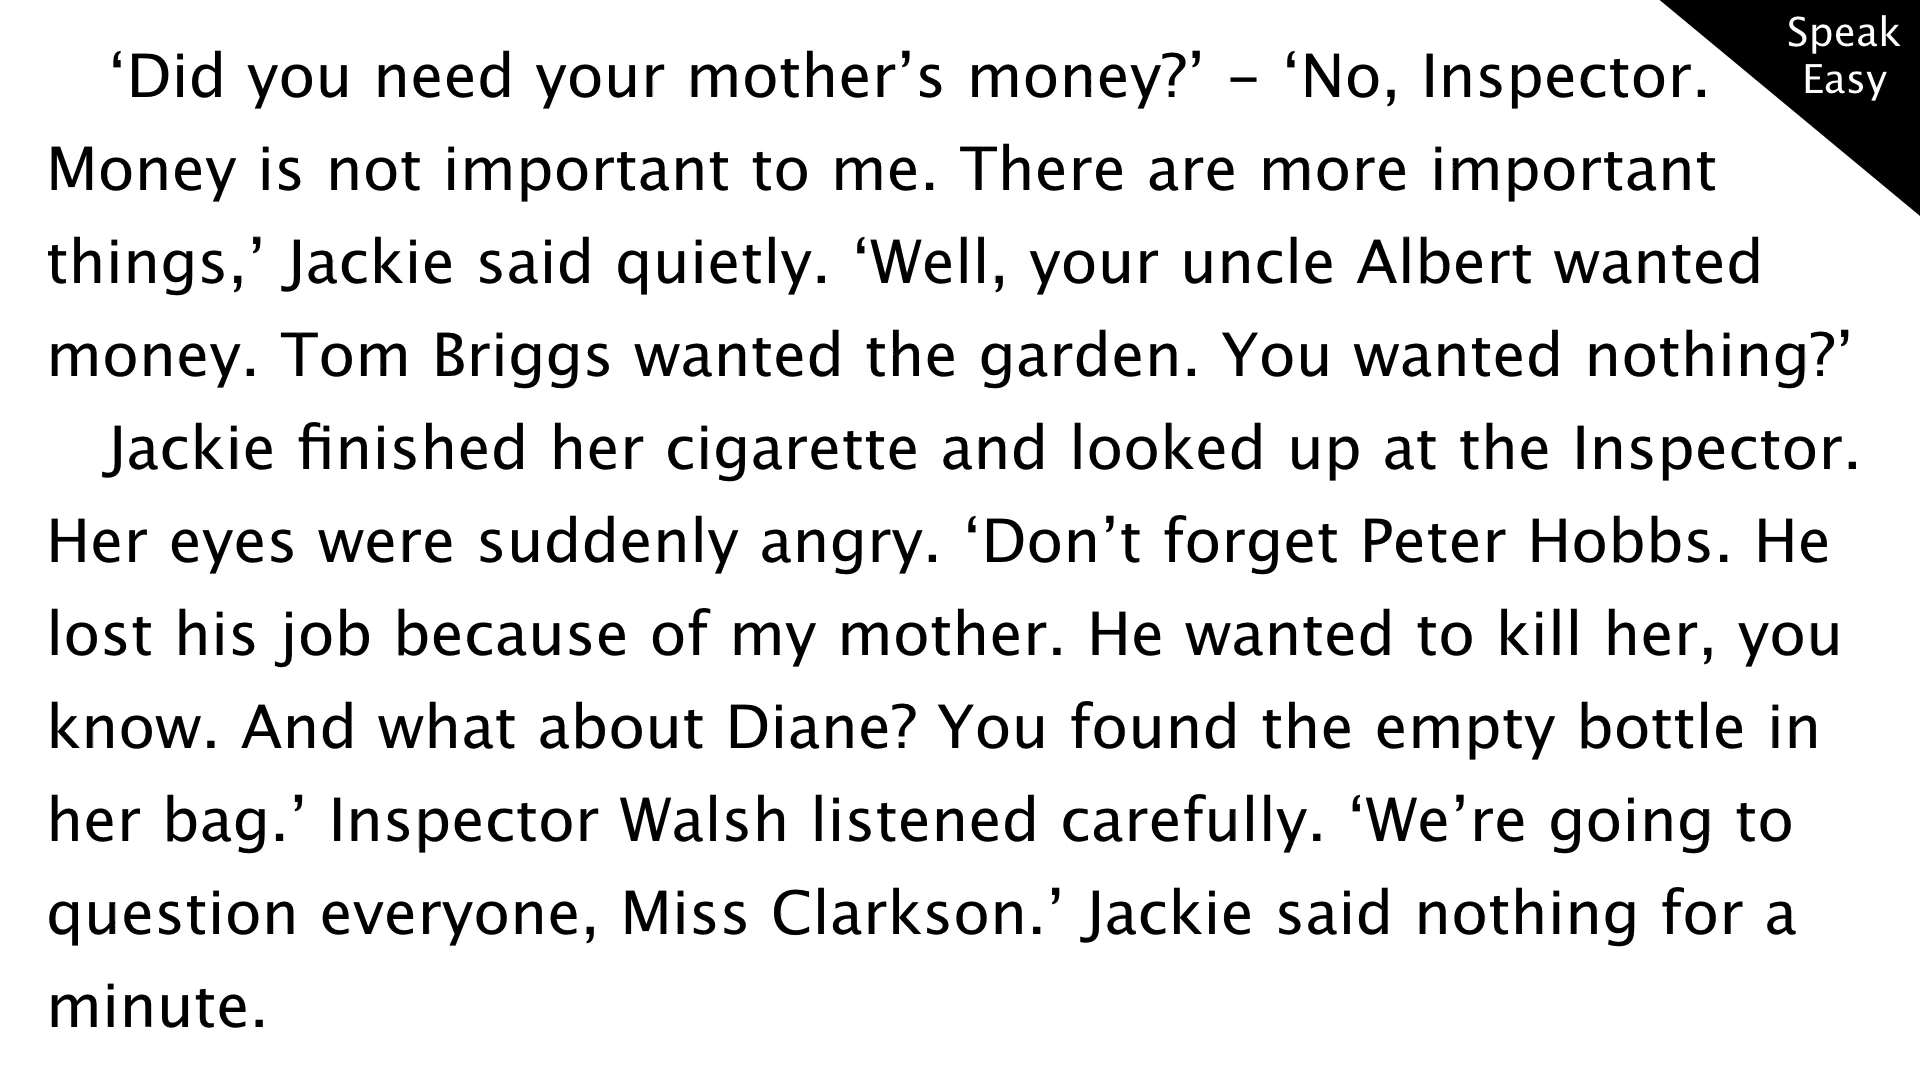 ‘Did you need your mother’s money?’ – ‘No, Inspector.
Money is not important to me. There are more important
things,’ Jackie said quietly. ‘Well, your uncle Albert wanted
money. Tom Briggs wanted the garden. You wanted nothing?’
Jackie finished her cigarette and looked up at the Inspector.
Her eyes were suddenly angry. ‘Don’t forget Peter Hobbs. He
lost his job because of my mother. He wanted to kill her, you
know. And what about Diane? You found the empty bottle in
her bag.’ Inspector Walsh listened carefully. ‘We’re going to
question everyone, Miss Clarkson.’ Jackie said nothing for a
minute.
Speak
Easy